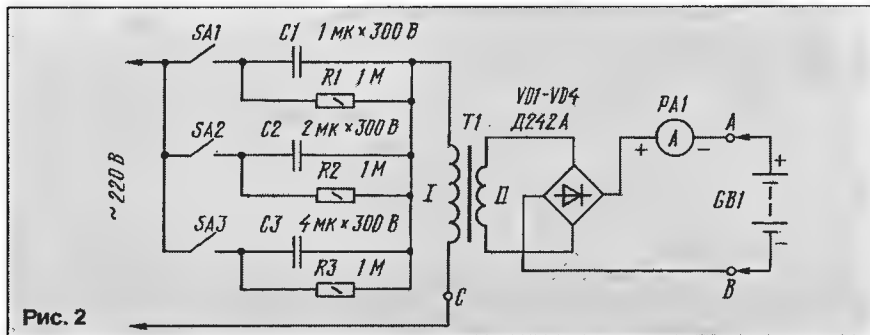 SA1
C1 1 мк × 300 В
R1 1 М
SA2
C2 2 мк × 300 В
R2 1 М
SA3
C3 4 мк × 300 В
R3 1 М
~ 220 В
I
T1
II
C
VD1-VD4
Д242А
PA1
A
+
-
A
+
GB1
-
B
Рис. 2